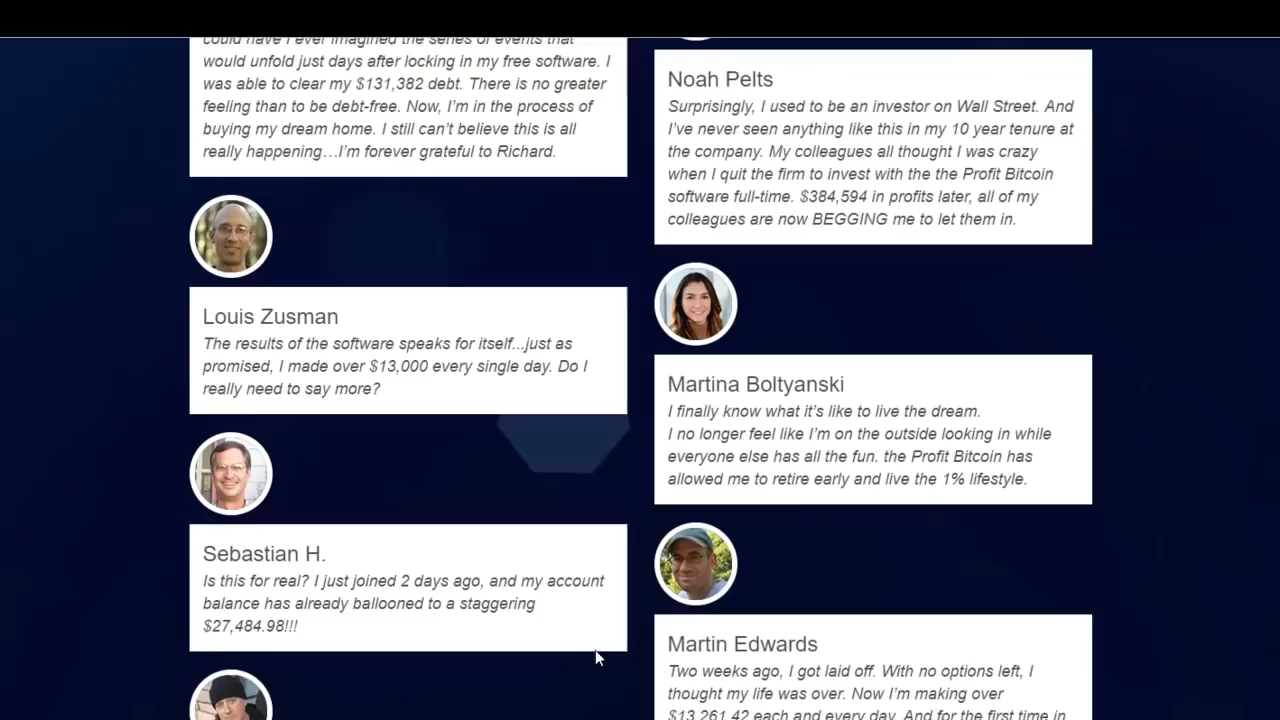 could have I ever imagined the series of events that
would unfold just days after locking in my free software. I
was able to clear my $131,382 debt. There is no greater
feeling than to be debt-free. Now, I'm in the process of
buying my dream home. I still can't believe this is all
really happening…I'm forever grateful to Richard.
Louis Zusman
The results of the software speaks for itself...just as
promised, I made over $13,000 every single day. Do I
really need to say more?
Sebastian H.
Is this for real? I just joined 2 days ago, and my account
balance has already ballooned to a staggering
$27,484.98!!!
Noah Pelts
Surprisingly, I used to be an investor on Wall Street. And
I've never seen anything like this in my 10 year tenure at
the company. My colleagues all thought I was crazy
when I quit the firm to invest with the the Profit Bitcoin
software full-time. $384,594 in profits later, all of my
colleagues are now BEGGING me to let them in.
Martina Boltyanski
I finally know what it's like to live the dream.
I no longer feel like I'm on the outside looking in while
everyone else has all the fun. the Profit Bitcoin has
allowed me to retire early and live the 1% lifestyle.
Martin Edwards
Two weeks ago, I got laid off. With no options left, I
thought my life was over. Now I'm making over
$13,261.42 each and every day. And for the first time in